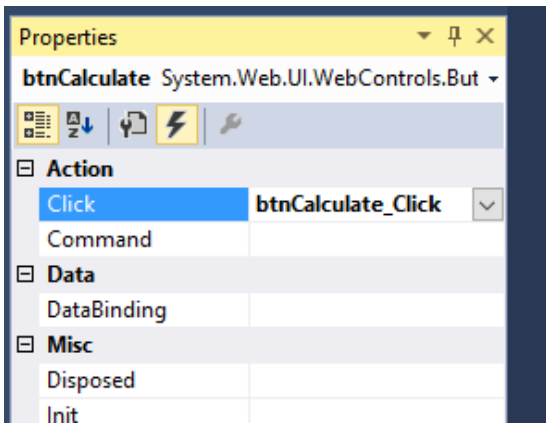 Properties
btnCalculate System.Web.UI.WebControls.But
Action
Click btnCalculate_Click
Command
Data
DataBinding
Misc
Disposed
Init